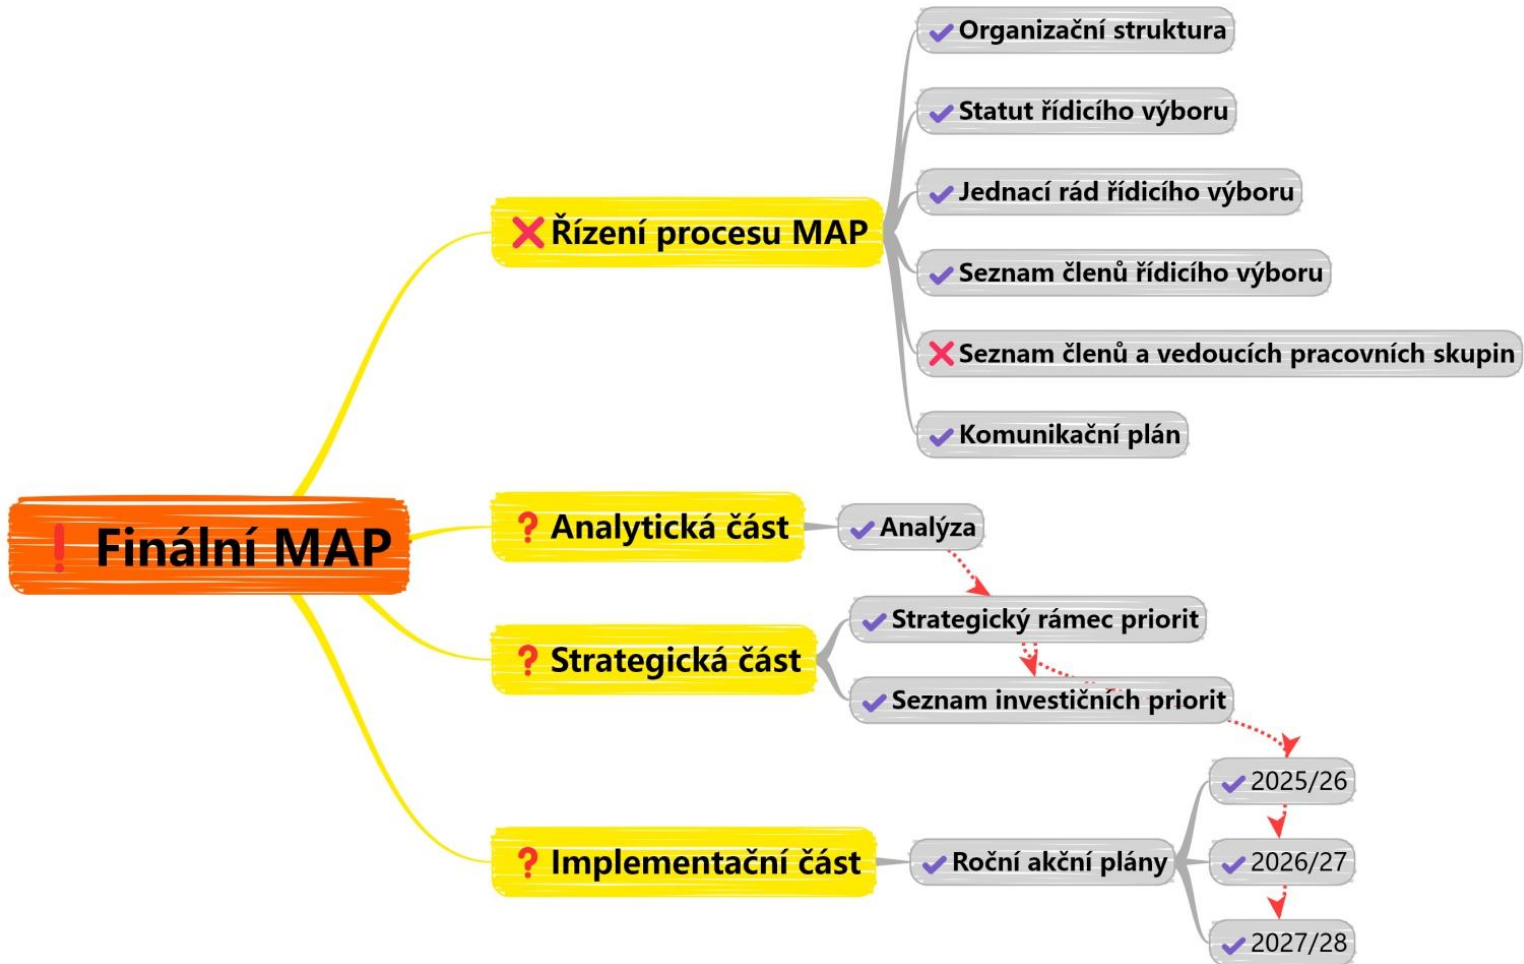 Organizační struktura
Statut řídicího výboru
Jednací rád řídicího výboru
Řízení procesu MAP
Seznam členů řídicího výboru
Seznam členů a vedoucích pracovních skupin
Komunikační plán
Finální MAP
Analytická část
Analýza
Strategická část
Strategický rámec priorit
Seznam investičních priorit
Implementační část
Roční akční plány
2025/26
2026/27
2027/28